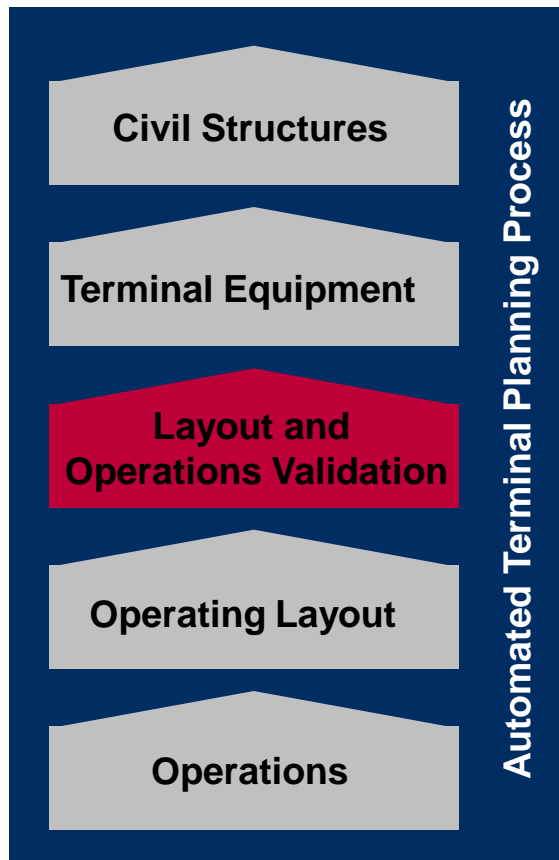 Civil Structures
Terminal Equipment
Layout and
Operations Validation
Operating Layout
Operations
Automated Terminal Planning Process